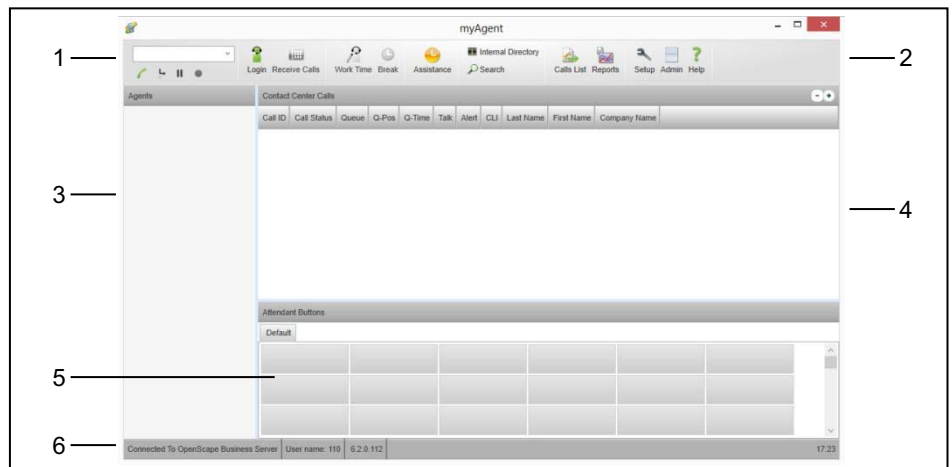 myAgent
1
2
Login Receive Calls Work Time Break Assistance Internal Directory Search Calls List Reports Setup Admin Help
Agents
Contact Center Calls
Call ID Call Status Queue Q-Pos Q-Time Talk Alert CLI Last Name First Name Company Name
3
4
Attendant Buttons
Default
5
6
Connected To OpenScape Business Server User name: 110 6.2.0.112 17:23